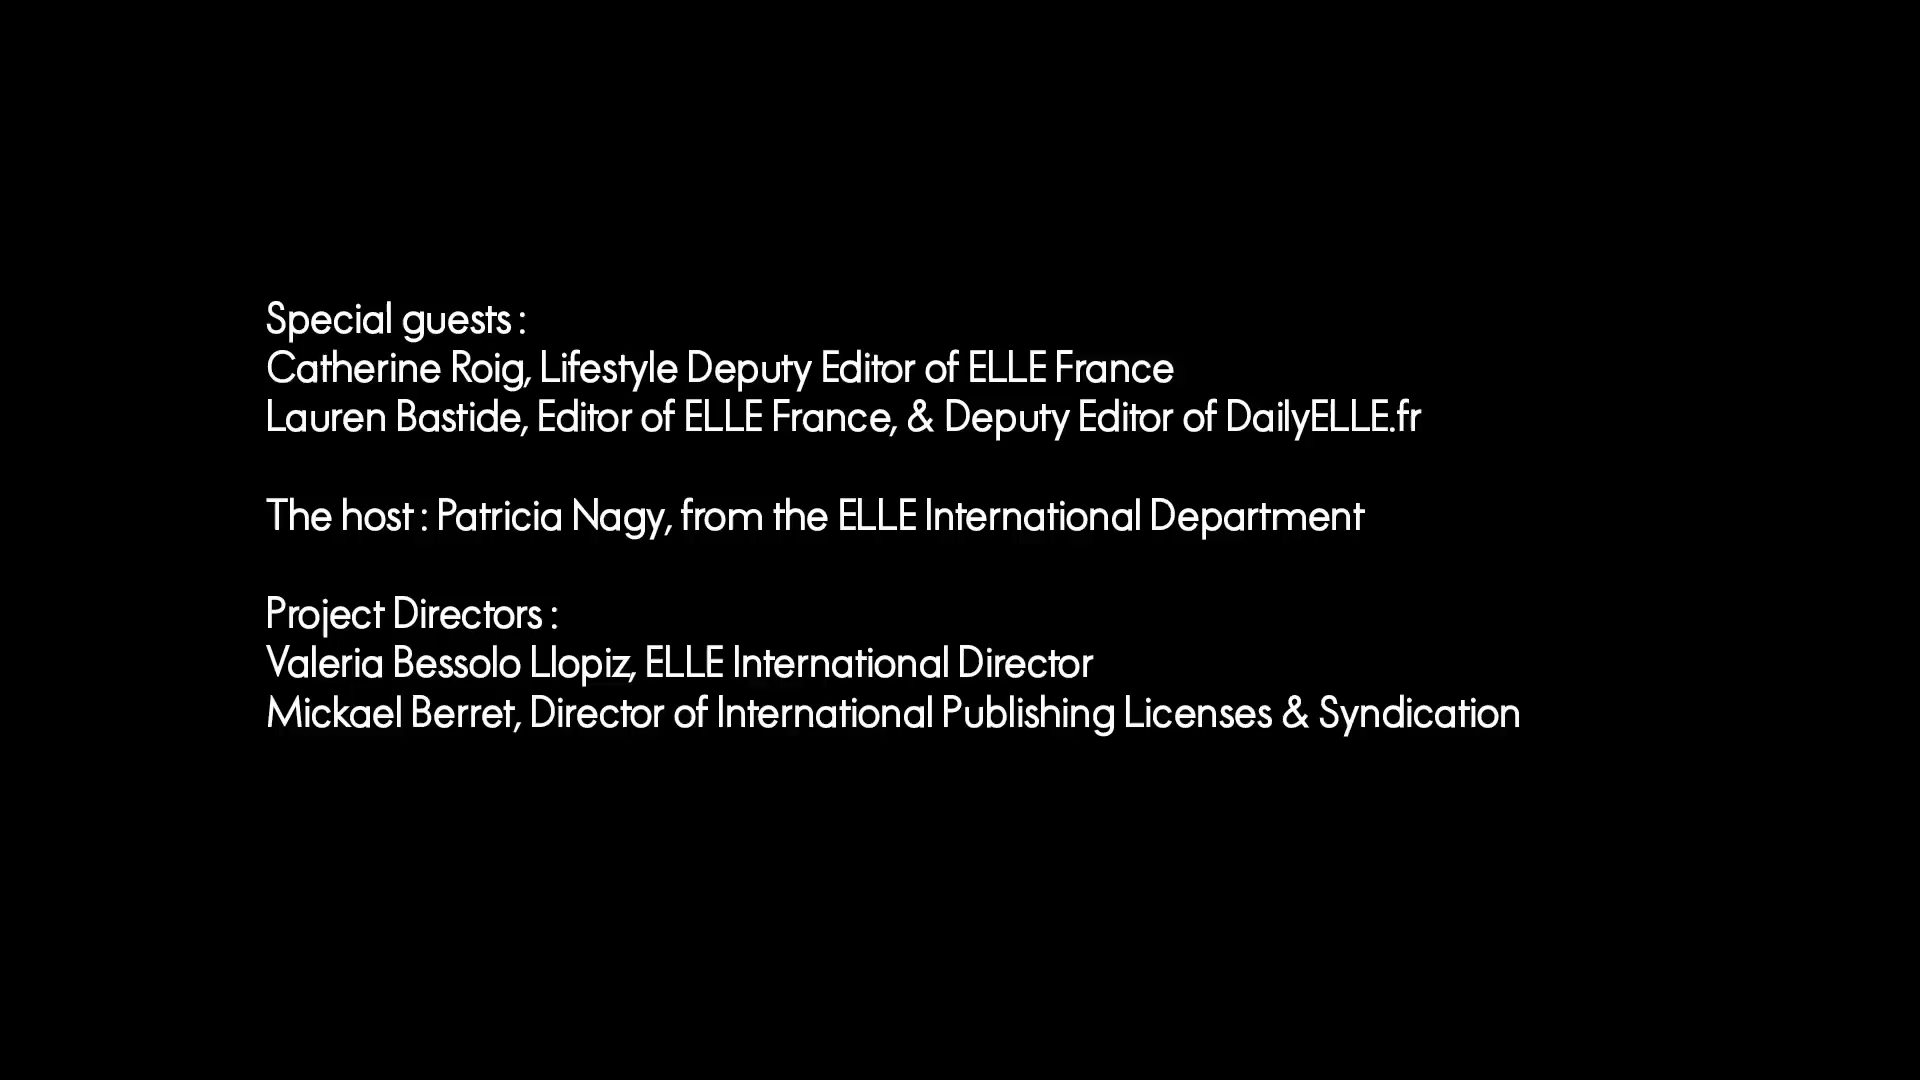 Special guests :
Catherine Roig, Lifestyle Deputy Editor of ELLE France
Lauren Bastide, Editor of ELLE France, & Deputy Editor of DailyELLE.fr
The host : Patricia Nagy, from the ELLE International Department
Project Directors :
Valeria Bessolo Llopiz, ELLE International Director
Mickael Berret, Director of International Publishing Licenses & Syndication